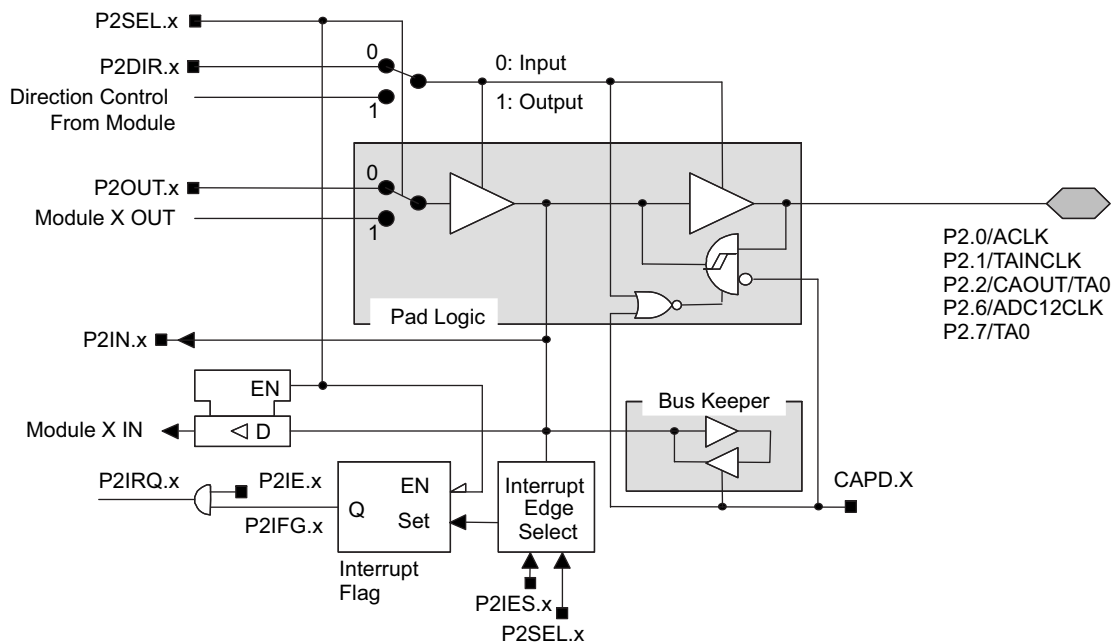 P2SEL.x
P2DIR.x
0
0: Input
Direction Control
From Module
1
1: Output
P2OUT.x
0
Module X OUT
1
P2.0/ACLK
P2.1/TAINCLK
P2.2/CAOUT/TA0
P2.6/ADC12CLK
P2.7/TA0
Pad Logic
P2IN.x
EN
Bus Keeper
Module X IN
D
P2IRQ.x
P2IE.x
P2IFG.x
EN
Q
Set
Interrupt
Edge
Select
CAPD.X
Interrupt
Flag
P2IES.x
P2SEL.x